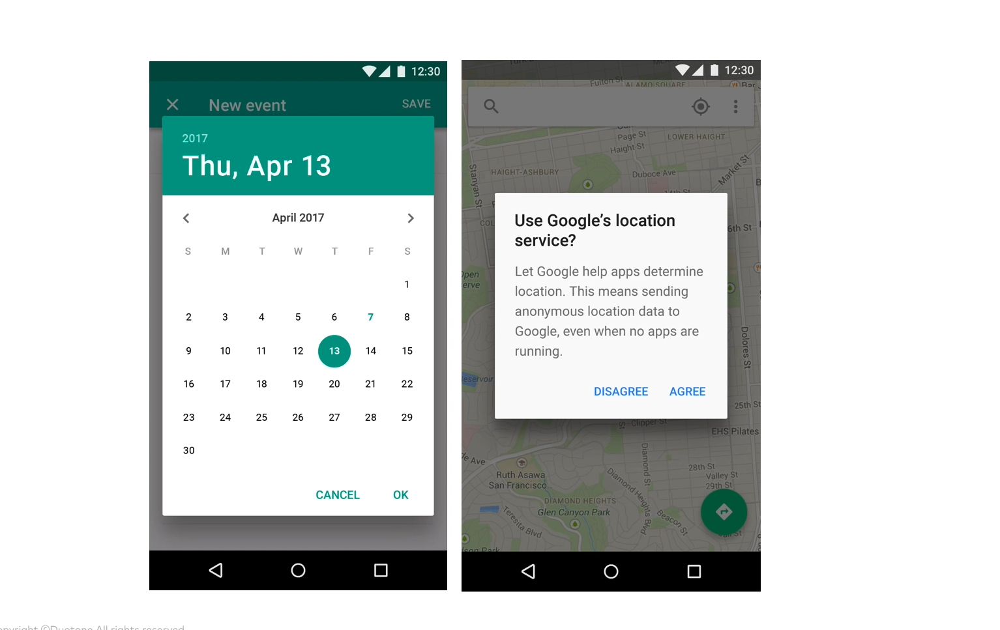 12:30
New event
SAVE
2017
Thu, Apr 13
April 2017
S M T W T F S
1
2 3 4 5 6 7 8
9 10 11 12 13 14 15
16 17 18 19 20 21 22
23 24 25 26 27 28 29
30
CANCEL OK
12:30
Fulton St
ALAMO SQUARE
Bar
Page St
LOWER HAIGHT
Haight St
Market St
Stanyan St
HAIGHT-ASHBURY
Duboce Ave
14th St
Use Google’s location
service?
Let Google help apps determine
location. This means sending
anonymous location data to
Google, even when no apps are
running.
DISAGREE AGREE
6th St
Dolores St
25th St
Clipper St
EHS Pilates
Diamond St
28th St
Valley St
29th St
Ruth Asawa
San Francisco...
DIAMOND HEIGHTS
Glen Canyon Park
Diamond Heights Blvd
Teresita Blvd
Beacon St
Park
©Duotone All rights reserved